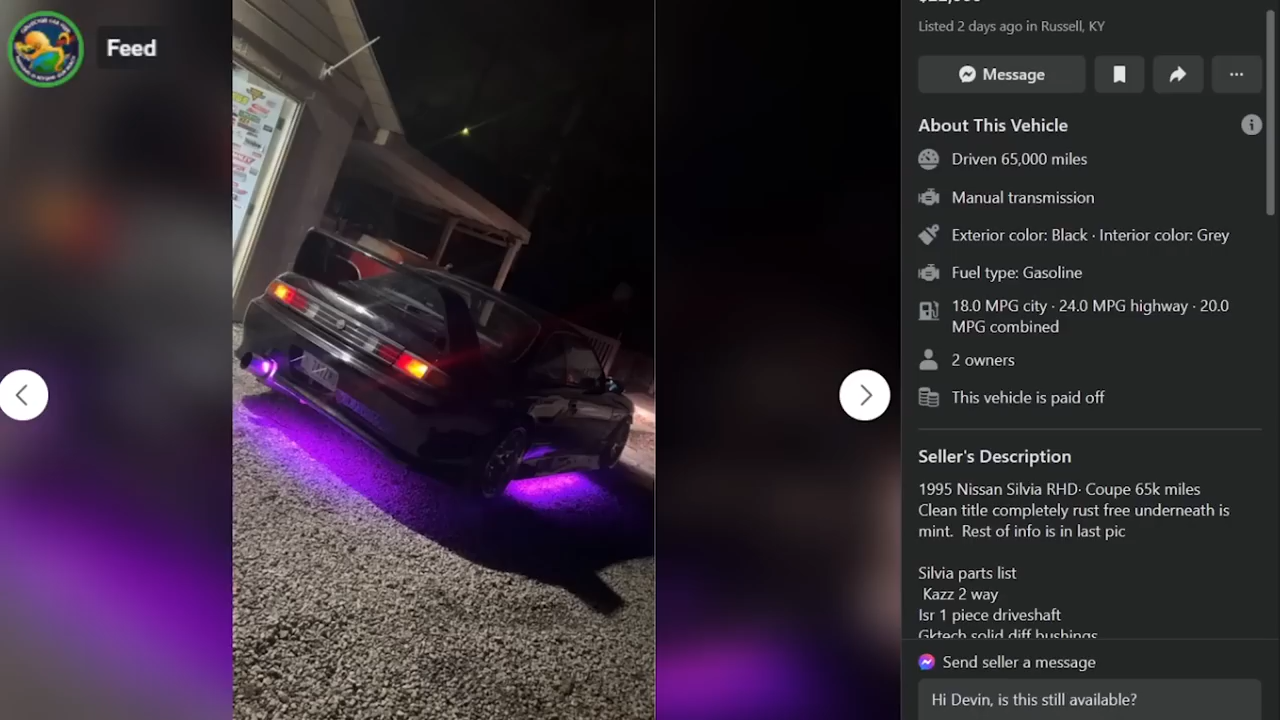 Feed
Listed 2 days ago in Russell, KY
Message
About This Vehicle
Driven 65,000 miles
Manual transmission
Exterior color: Black · Interior color: Grey
Fuel type: Gasoline
18.0 MPG city · 24.0 MPG highway · 20.0
MPG combined
2 owners
This vehicle is paid off
Seller's Description
1995 Nissan Silvia RHD· Coupe 65k miles
Clean title completely rust free underneath is
mint. Rest of info is in last pic
Silvia parts list
Kazz 2 way
Isr 1 piece driveshaft
Gktech solid diff bushings
Send seller a message
Hi Devin, is this still available?